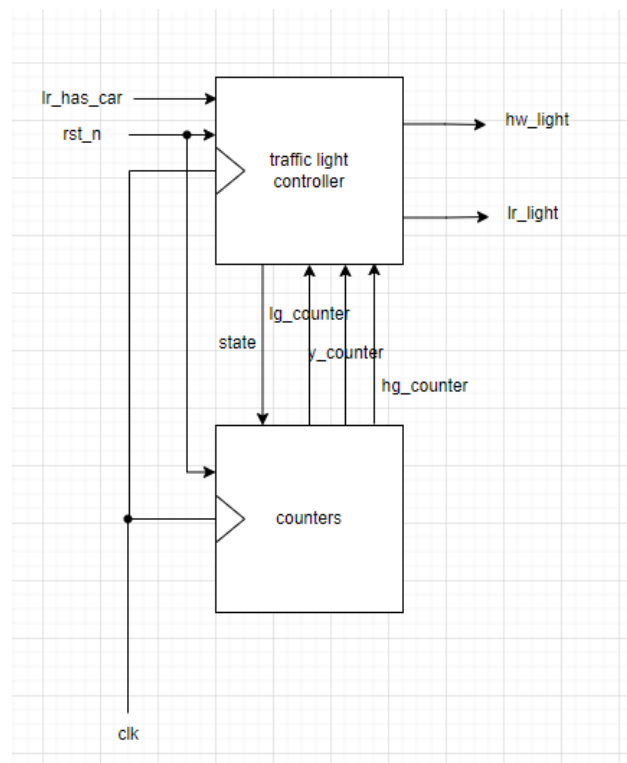 lr_has_car
rst_n
traffic light
controller
hw_light
lr_light
lg_counter
state
y_counter
hg_counter
counters
clk